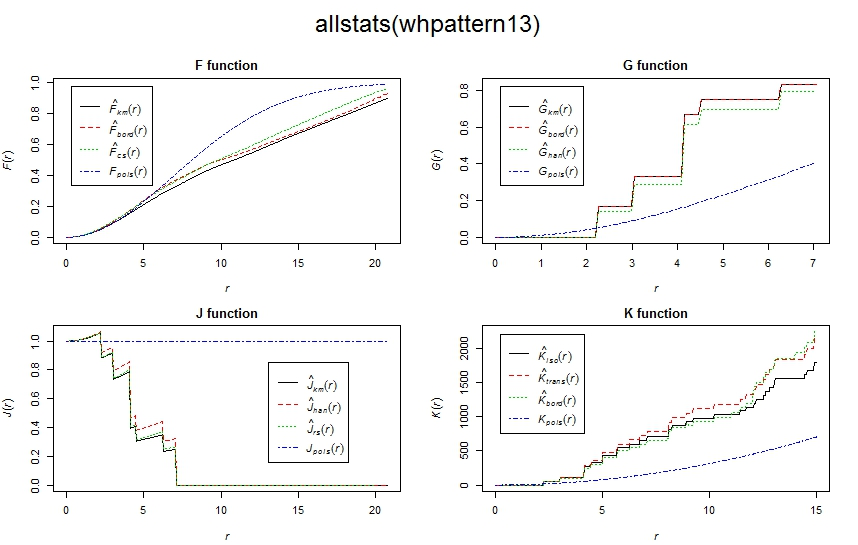 allstats(whpattern13)
F function
F(r)
1.0
0.8
0.6
0.4
0.2
0.0
F̂km(r)
F̂bord(r)
F̂cs(r)
Fpois(r)
0 5 10 15 20
r
G function
G(r)
0.8
0.6
0.4
0.2
0.0
Ĝkm(r)
Ĝbord(r)
Ĝhan(r)
Gpois(r)
0 1 2 3 4 5 6 7
r
J function
J(r)
1.0
0.8
0.6
0.4
0.2
0.0
Ĵkm(r)
Ĵhan(r)
Ĵrs(r)
Jpois(r)
0 5 10 15 20
r
K function
K(r)
2000
1500
1000
500
0
K̂iso(r)
K̂trans(r)
K̂bord(r)
Kpois(r)
0 5 10 15
r